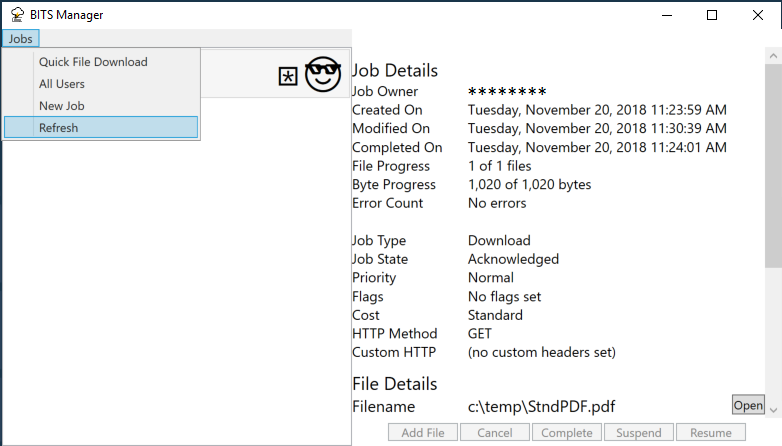 BITS Manager
Jobs
Quick File Download
All Users
New Job
Refresh
Job Details
Job Owner ********
Created On Tuesday, November 20, 2018 11:23:59 AM
Modified On Tuesday, November 20, 2018 11:30:39 AM
Completed On Tuesday, November 20, 2018 11:24:01 AM
File Progress 1 of 1 files
Byte Progress 1,020 of 1,020 bytes
Error Count No errors
Job Type Download
Job State Acknowledged
Priority Normal
Flags No flags set
Cost Standard
HTTP Method GET
Custom HTTP (no custom headers set)
File Details
Filename c:\temp\StndPDF.pdf Open
Add File Cancel Complete Suspend Resume